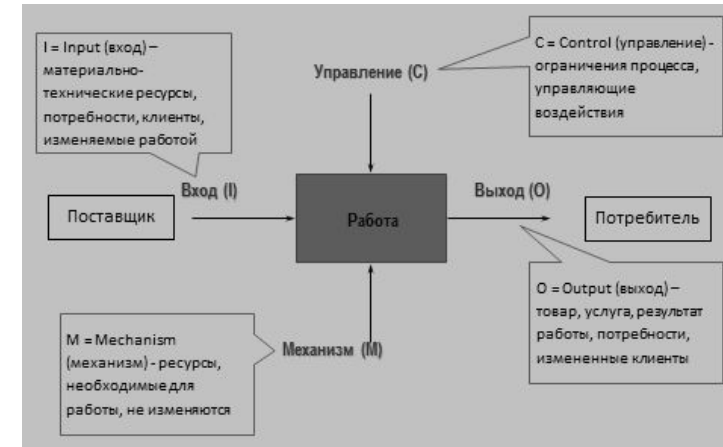 I = Input (вход) –
материально-
технические ресурсы,
потребности, клиенты,
изменяемые работой
C = Control (управление) -
ограничения процесса,
управляющие
воздействия
Управление (C)
Вход (I)
Выход (O)
Поставщик
Работа
Потребитель
M = Mechanism
(механизм) - ресурсы,
необходимые для
работы, не изменяются
Механизм (M)
O = Output (выход) –
товар, услуга, результат
работы, потребности,
измененные клиенты